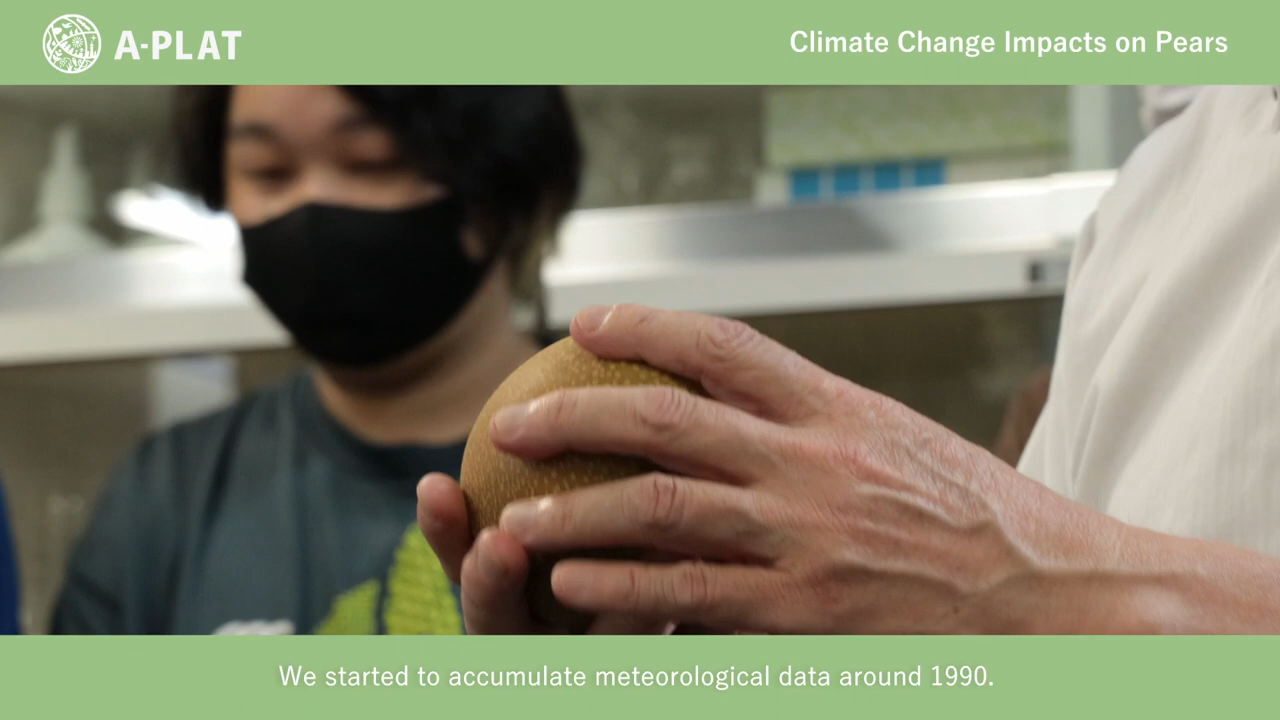 A-PLAT
Climate Change Impacts on Pears
We started to accumulate meteorological data around 1990.